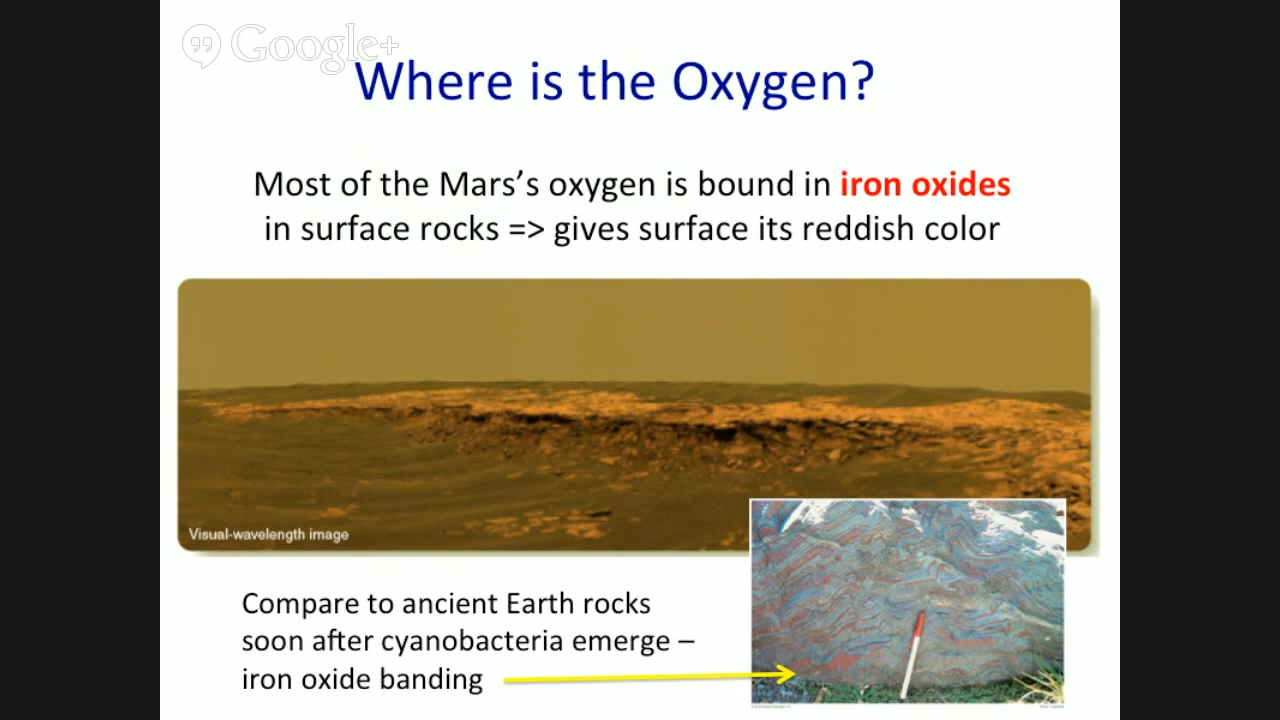 Google+
Where is the Oxygen?
Most of the Mars’s oxygen is bound in iron oxides
in surface rocks => gives surface its reddish color
Visual-wavelength image
Compare to ancient Earth rocks
soon after cyanobacteria emerge –
iron oxide banding